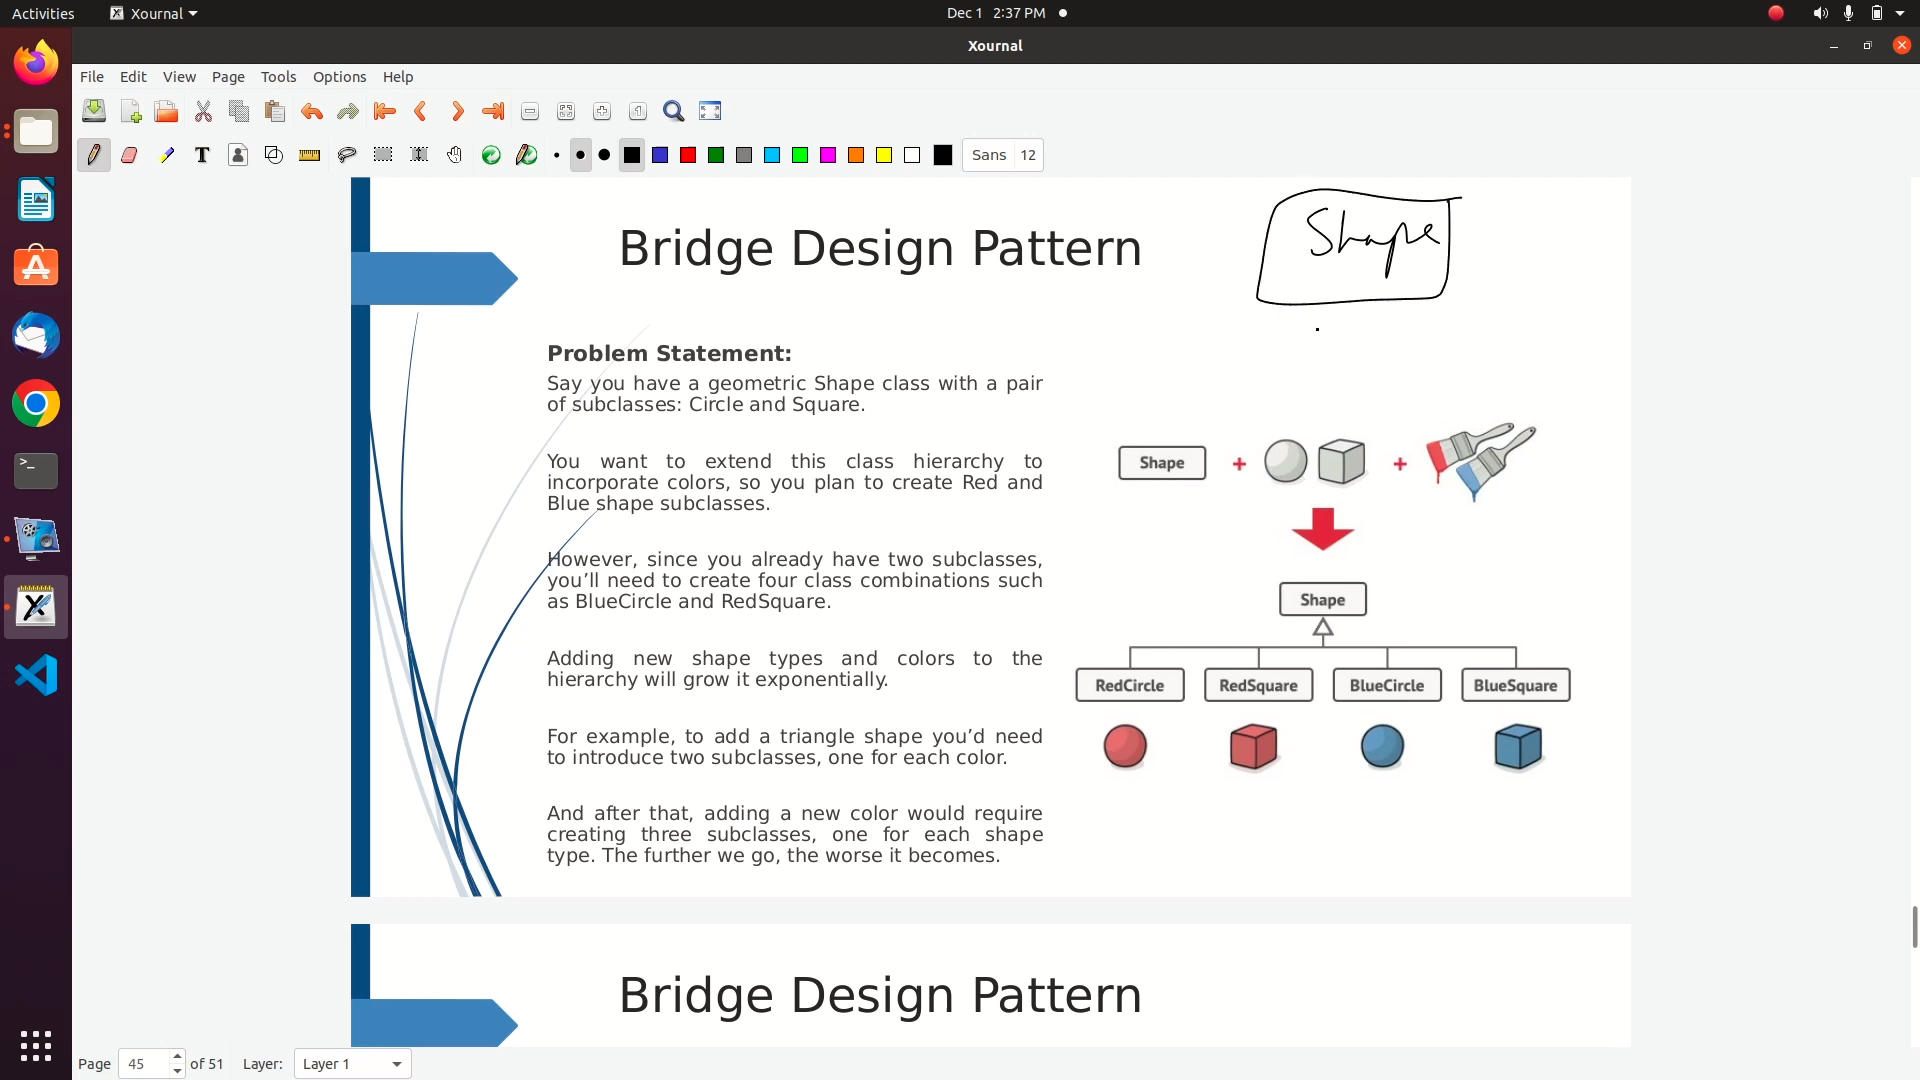 Activities Xournal Dec 1 2:37 PM
Xournal
File Edit View Page Tools Options Help
T Sans 12
Bridge Design Pattern
Shape
Problem Statement:
Say you have a geometric Shape class with a pair
of subclasses: Circle and Square.
You want to extend this class hierarchy to
incorporate colors, so you plan to create Red and
Blue shape subclasses.
However, since you already have two subclasses,
you’ll need to create four class combinations such
as BlueCircle and RedSquare.
Adding new shape types and colors to the
hierarchy will grow it exponentially.
For example, to add a triangle shape you’d need
to introduce two subclasses, one for each color.
And after that, adding a new color would require
creating three subclasses, one for each shape
type. The further we go, the worse it becomes.
Shape + +
Shape
RedCircle RedSquare BlueCircle BlueSquare
Bridge Design Pattern
Page 45 of 51 Layer: Layer 1